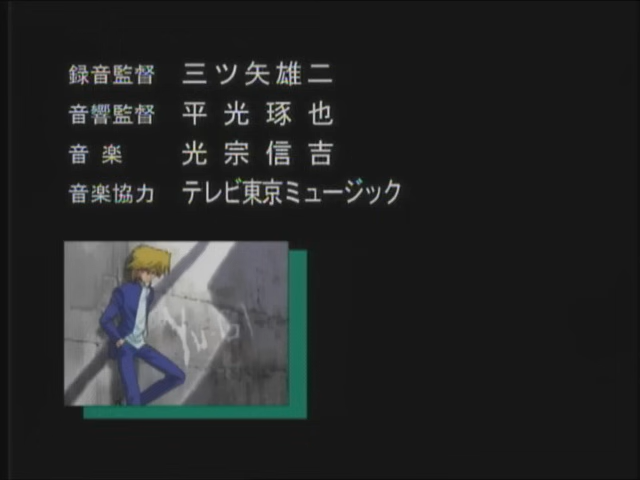 録音監督 三ツ矢雄二
音響監督 平光琢也
音楽 光宗信吉
音楽協力 テレビ東京ミュージック
Yu-Gi